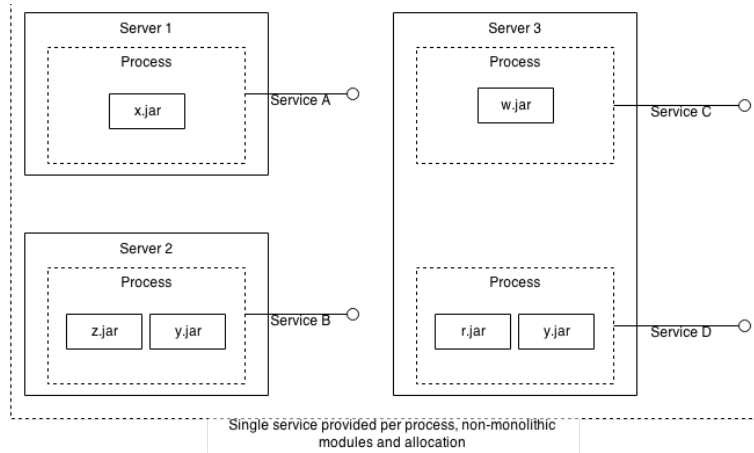 Server 1
Process
x.jar
Service A
Server 3
Process
w.jar
Service C
Server 2
Process
z.jar
y.jar
Service B
Process
r.jar
y.jar
Service D
Single service provided per process, non-monolithic
modules and allocation